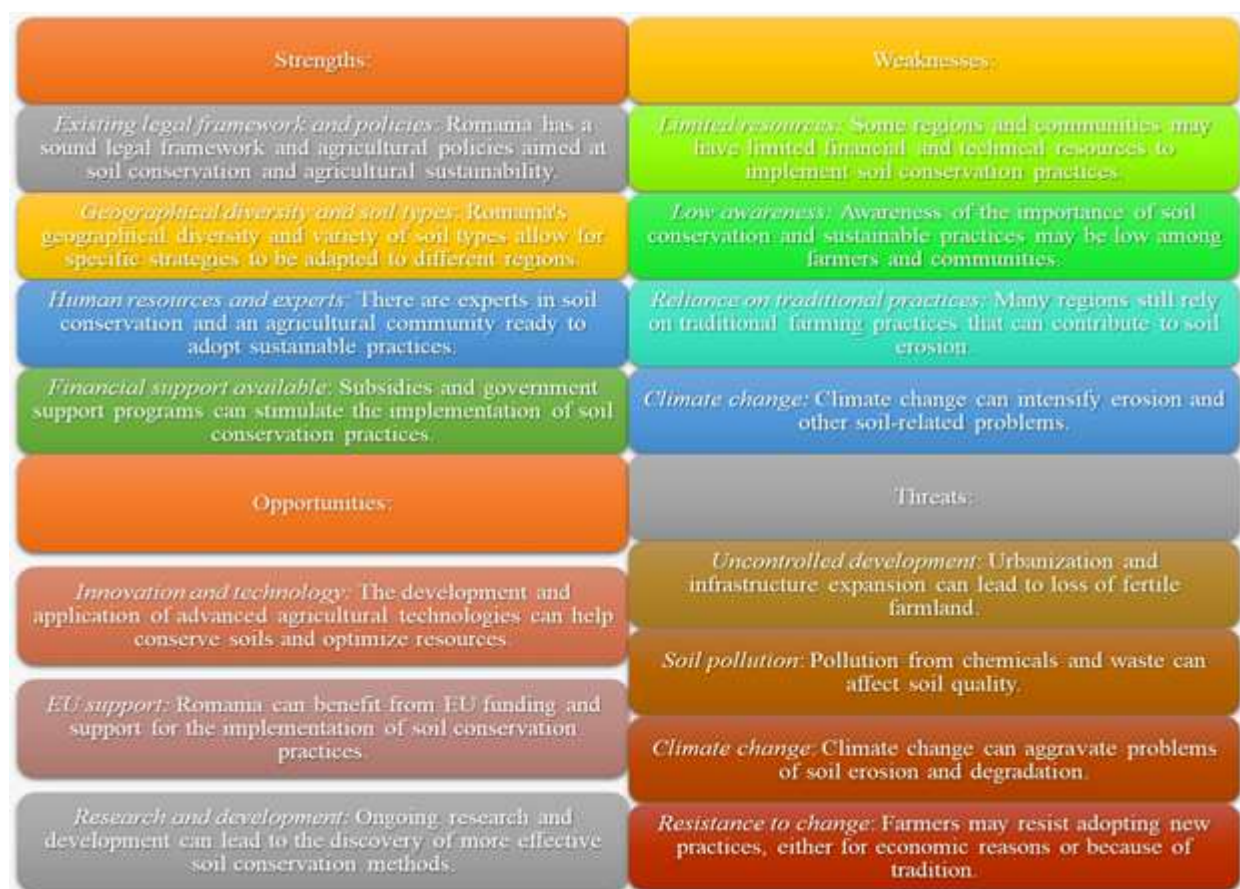 Strengths:
Existing legal framework and policies: Romania has a
sound legal framework and agricultural policies aimed at
soil conservation and agricultural sustainability.
Geographical diversity and soil types: Romania's
geographical diversity and variety of soil types allow for
specific strategies to be adapted to different regions.
Human resources and experts: There are experts in soil
conservation and an agricultural community ready to
adopt sustainable practices.
Financial support available: Subsidies and government
support programs can stimulate the implementation of soil
conservation practices.
Weaknesses:
Limited resources: Some regions and communities may
have limited financial and technical resources to
implement soil conservation practices.
Low awareness: Awareness of the importance of soil
conservation and sustainable practices may be low among
farmers and communities.
Reliance on traditional practices: Many regions still rely
on traditional farming practices that can contribute to soil
erosion.
Climate change: Climate change can intensify erosion and
other soil-related problems.
Opportunities:
Innovation and technology: The development and
application of advanced agricultural technologies can help
conserve soils and optimize resources.
EU support: Romania can benefit from EU funding and
support for the implementation of soil conservation
practices.
Research and development: Ongoing research and
development can lead to the discovery of more effective
soil conservation methods.
Threats:
Uncontrolled development: Urbanization and
infrastructure expansion can lead to loss of fertile
farmland.
Soil pollution: Pollution from chemicals and waste can
affect soil quality.
Climate change: Climate change can aggravate problems
of soil erosion and degradation.
Resistance to change: Farmers may resist adopting new
practices, either for economic reasons or because of
tradition.